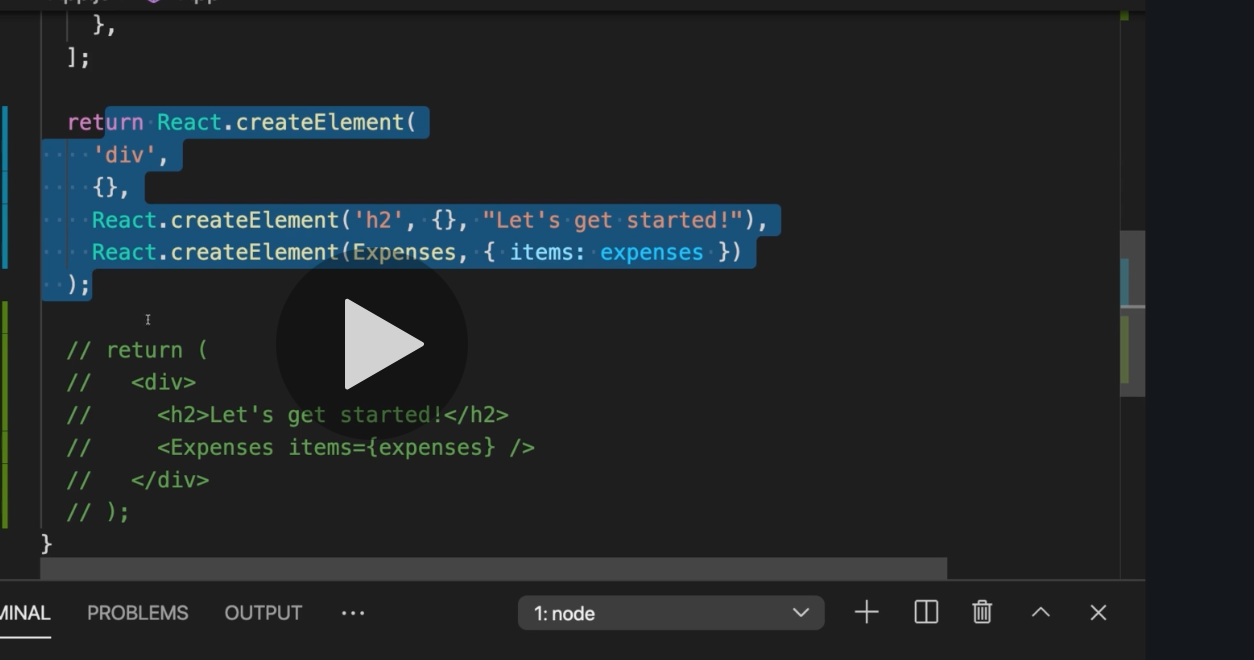 },
];
return React.createElement(
'div',
{},
React.createElement('h2', {}, "Let's get started!"),
React.createElement(Expenses, { items: expenses })
);
// return (
//   <div>
//     <h2>Let's get started!</h2>
//     <Expenses items={expenses} />
//   </div>
// );
}
MINAL PROBLEMS OUTPUT ··· 1: node